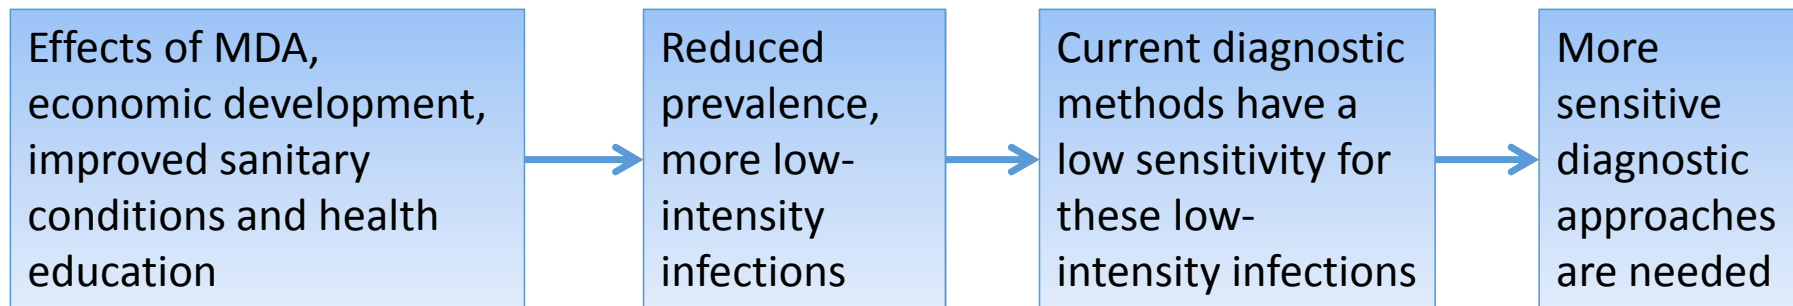 Effects of MDA,
economic development,
improved sanitary
conditions and health
education
Reduced
prevalence,
more low-
intensity
infections
Current diagnostic
methods have a
low sensitivity for
these low-
intensity infections
More
sensitive
diagnostic
approaches
are needed